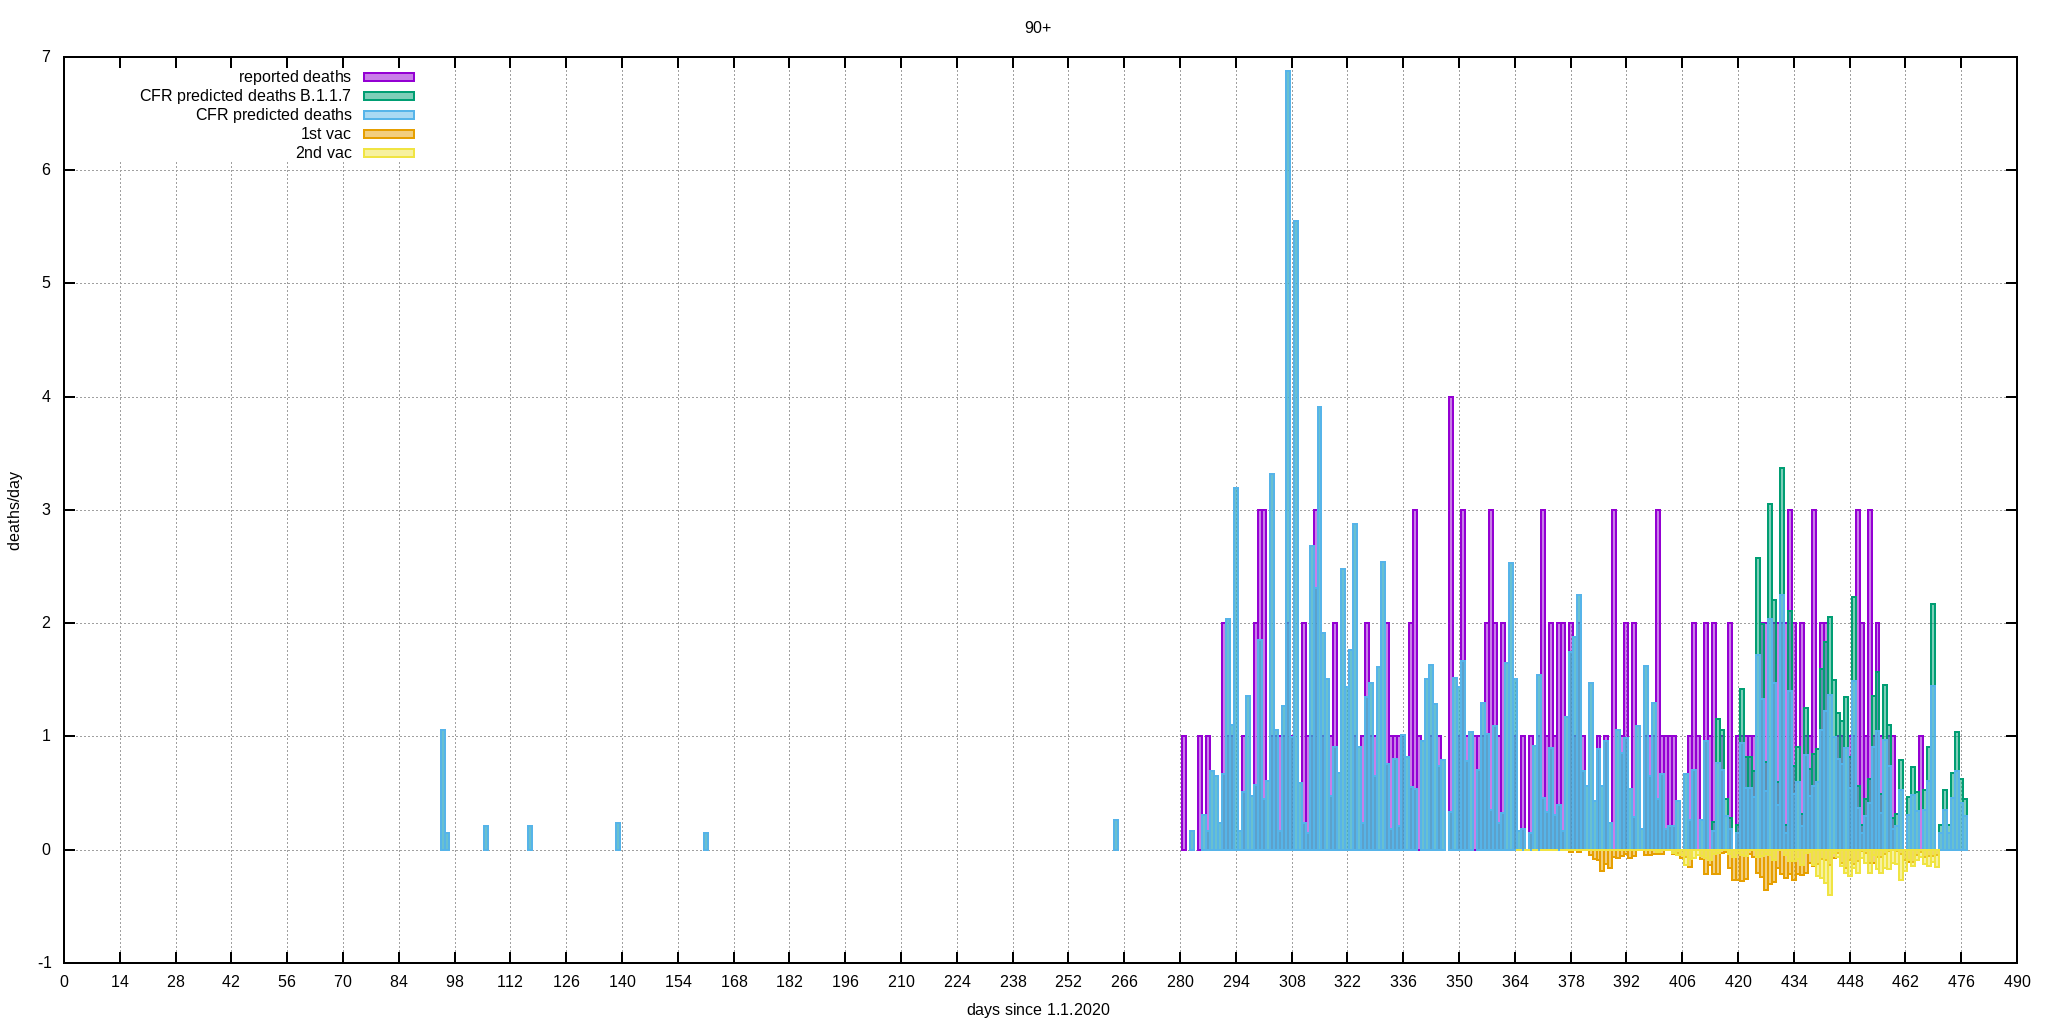 90+
7
reported deaths
CFR predicted deaths B.1.1.7
CFR predicted deaths
1st vac
2nd vac
6
5
4
3
2
1
0
-1
deaths/day
0 14 28 42 56 70 84 98 112 126 140 154 168 182 196 210 224 238 252 266 280 294 308 322 336 350 364 378 392 406 420 434 448 462 476 490
days since 1.1.2020